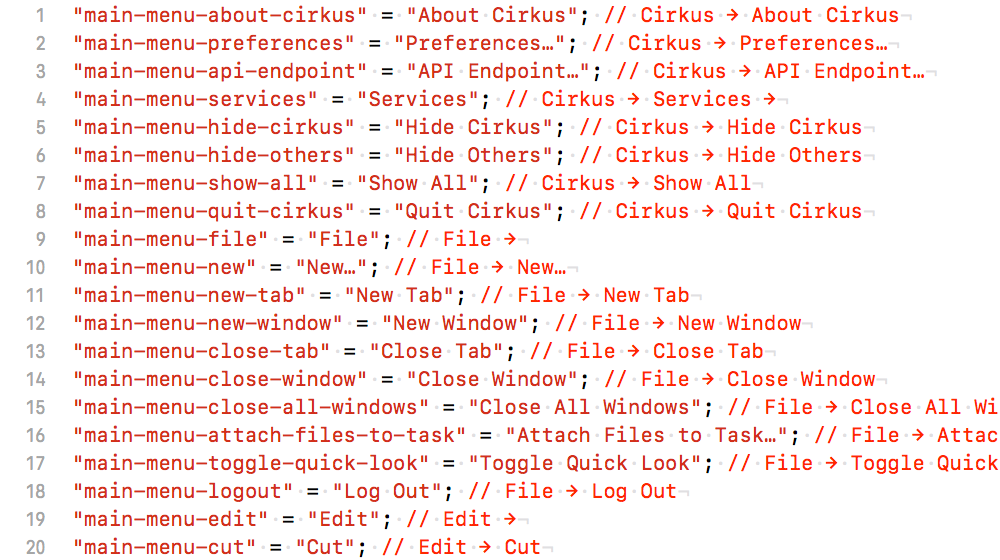 1 "main-menu-about-cirkus" = "About Cirkus"; // Cirkus → About Cirkus
2 "main-menu-preferences" = "Preferences…"; // Cirkus → Preferences…
3 "main-menu-api-endpoint" = "API Endpoint…"; // Cirkus → API Endpoint…
4 "main-menu-services" = "Services"; // Cirkus → Services →
5 "main-menu-hide-cirkus" = "Hide Cirkus"; // Cirkus → Hide Cirkus
6 "main-menu-hide-others" = "Hide Others"; // Cirkus → Hide Others
7 "main-menu-show-all" = "Show All"; // Cirkus → Show All
8 "main-menu-quit-cirkus" = "Quit Cirkus"; // Cirkus → Quit Cirkus
9 "main-menu-file" = "File"; // File →
10 "main-menu-new" = "New…"; // File → New…
11 "main-menu-new-tab" = "New Tab"; // File → New Tab
12 "main-menu-new-window" = "New Window"; // File → New Window
13 "main-menu-close-tab" = "Close Tab"; // File → Close Tab
14 "main-menu-close-window" = "Close Window"; // File → Close Window
15 "main-menu-close-all-windows" = "Close All Windows"; // File → Close All Wi
16 "main-menu-attach-files-to-task" = "Attach Files to Task…"; // File → Attac
17 "main-menu-toggle-quick-look" = "Toggle Quick Look"; // File → Toggle Quick
18 "main-menu-logout" = "Log Out"; // File → Log Out
19 "main-menu-edit" = "Edit"; // Edit →
20 "main-menu-cut" = "Cut"; // Edit → Cut